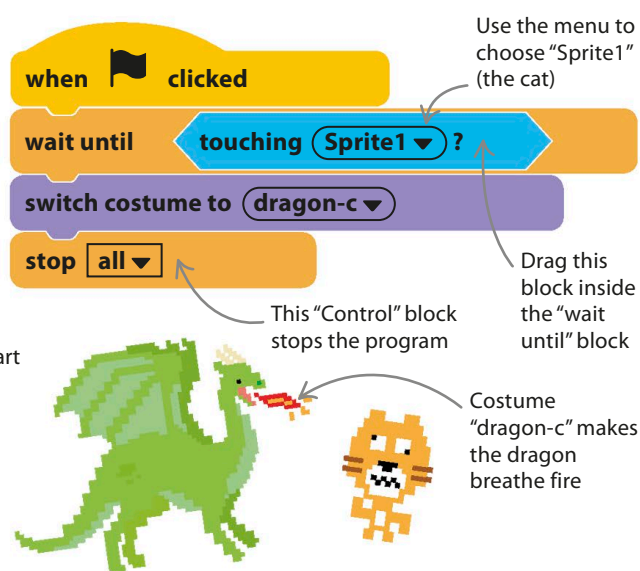 Use the menu to
choose “Sprite1”
(the cat)
when clicked
wait until touching Sprite1 ?
switch costume to dragon-c
stop all
Drag this
block inside
the “wait
until” block
This “Control” block
stops the program
art
Costume
“dragon-c” makes
the dragon
breathe fire